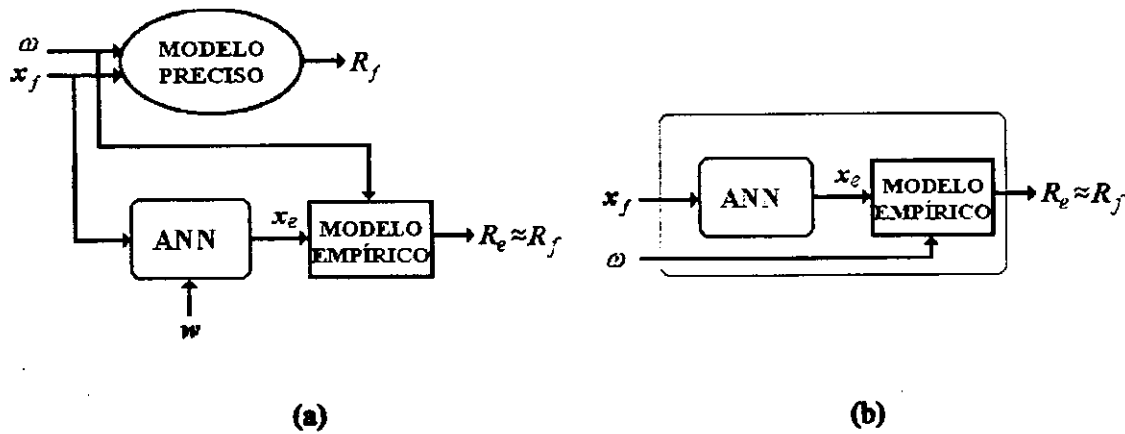 ω
x_f
MODELO
PRECISO
R_f
ANN
x_e
MODELO
EMPÍRICO
R_e ≈ R_f
w
(a)
x_f
ANN
x_e
MODELO
EMPÍRICO
R_e ≈ R_f
ω
(b)